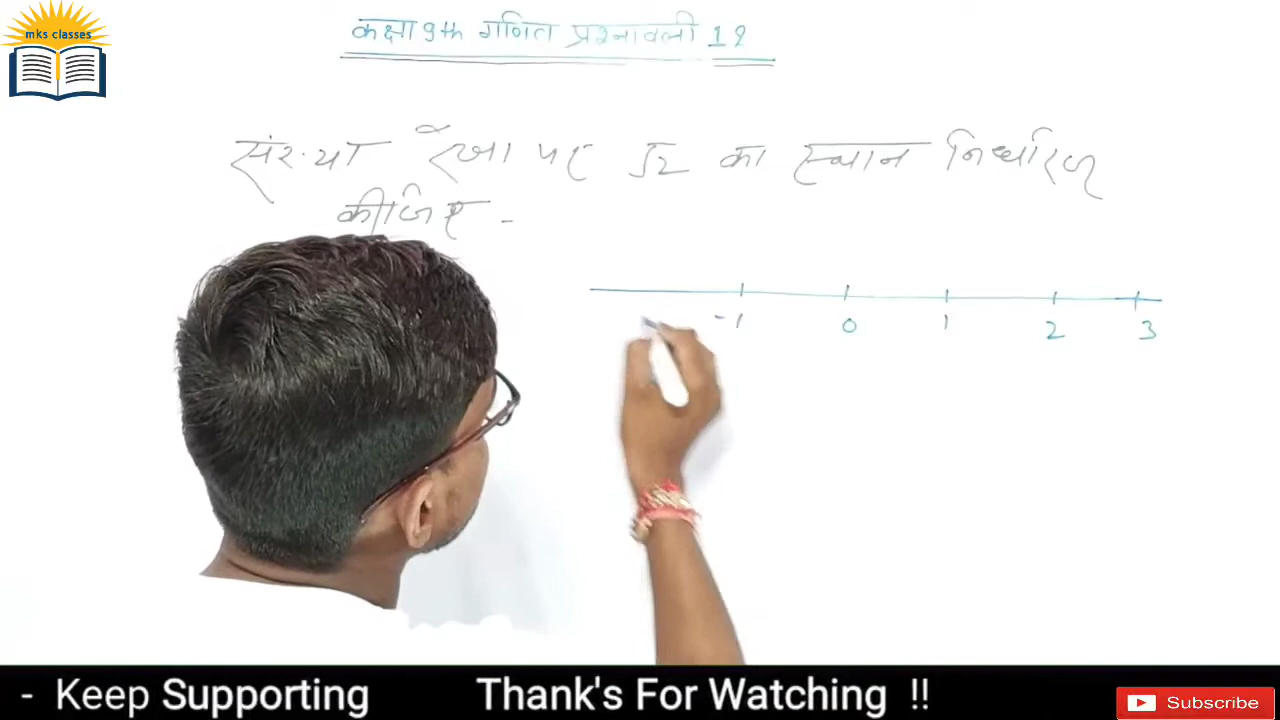 mks classes
कक्षा 9th गणित प्रश्नावली 1.2
संख्या रेखा पर √2 का स्थान निर्धारण
कीजिए -
-1 0 1 2 3
- Keep Supporting Thank's For Watching !!
Subscribe